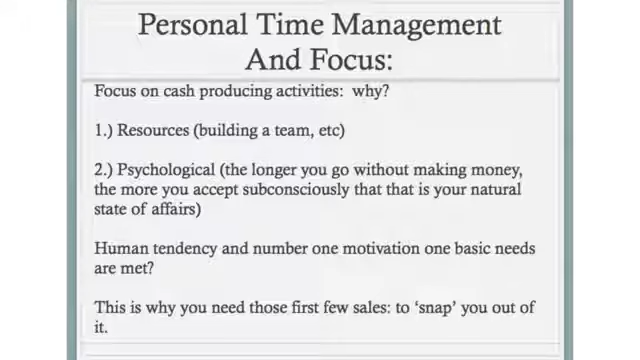 Personal Time Management
And Focus:
Focus on cash producing activities:  why?
1.) Resources (building a team, etc)
2.) Psychological (the longer you go without making money,
the more you accept subconsciously that that is your natural
state of affairs)
Human tendency and number one motivation one basic needs
are met?
This is why you need those first few sales: to ‘snap’ you out of
it.